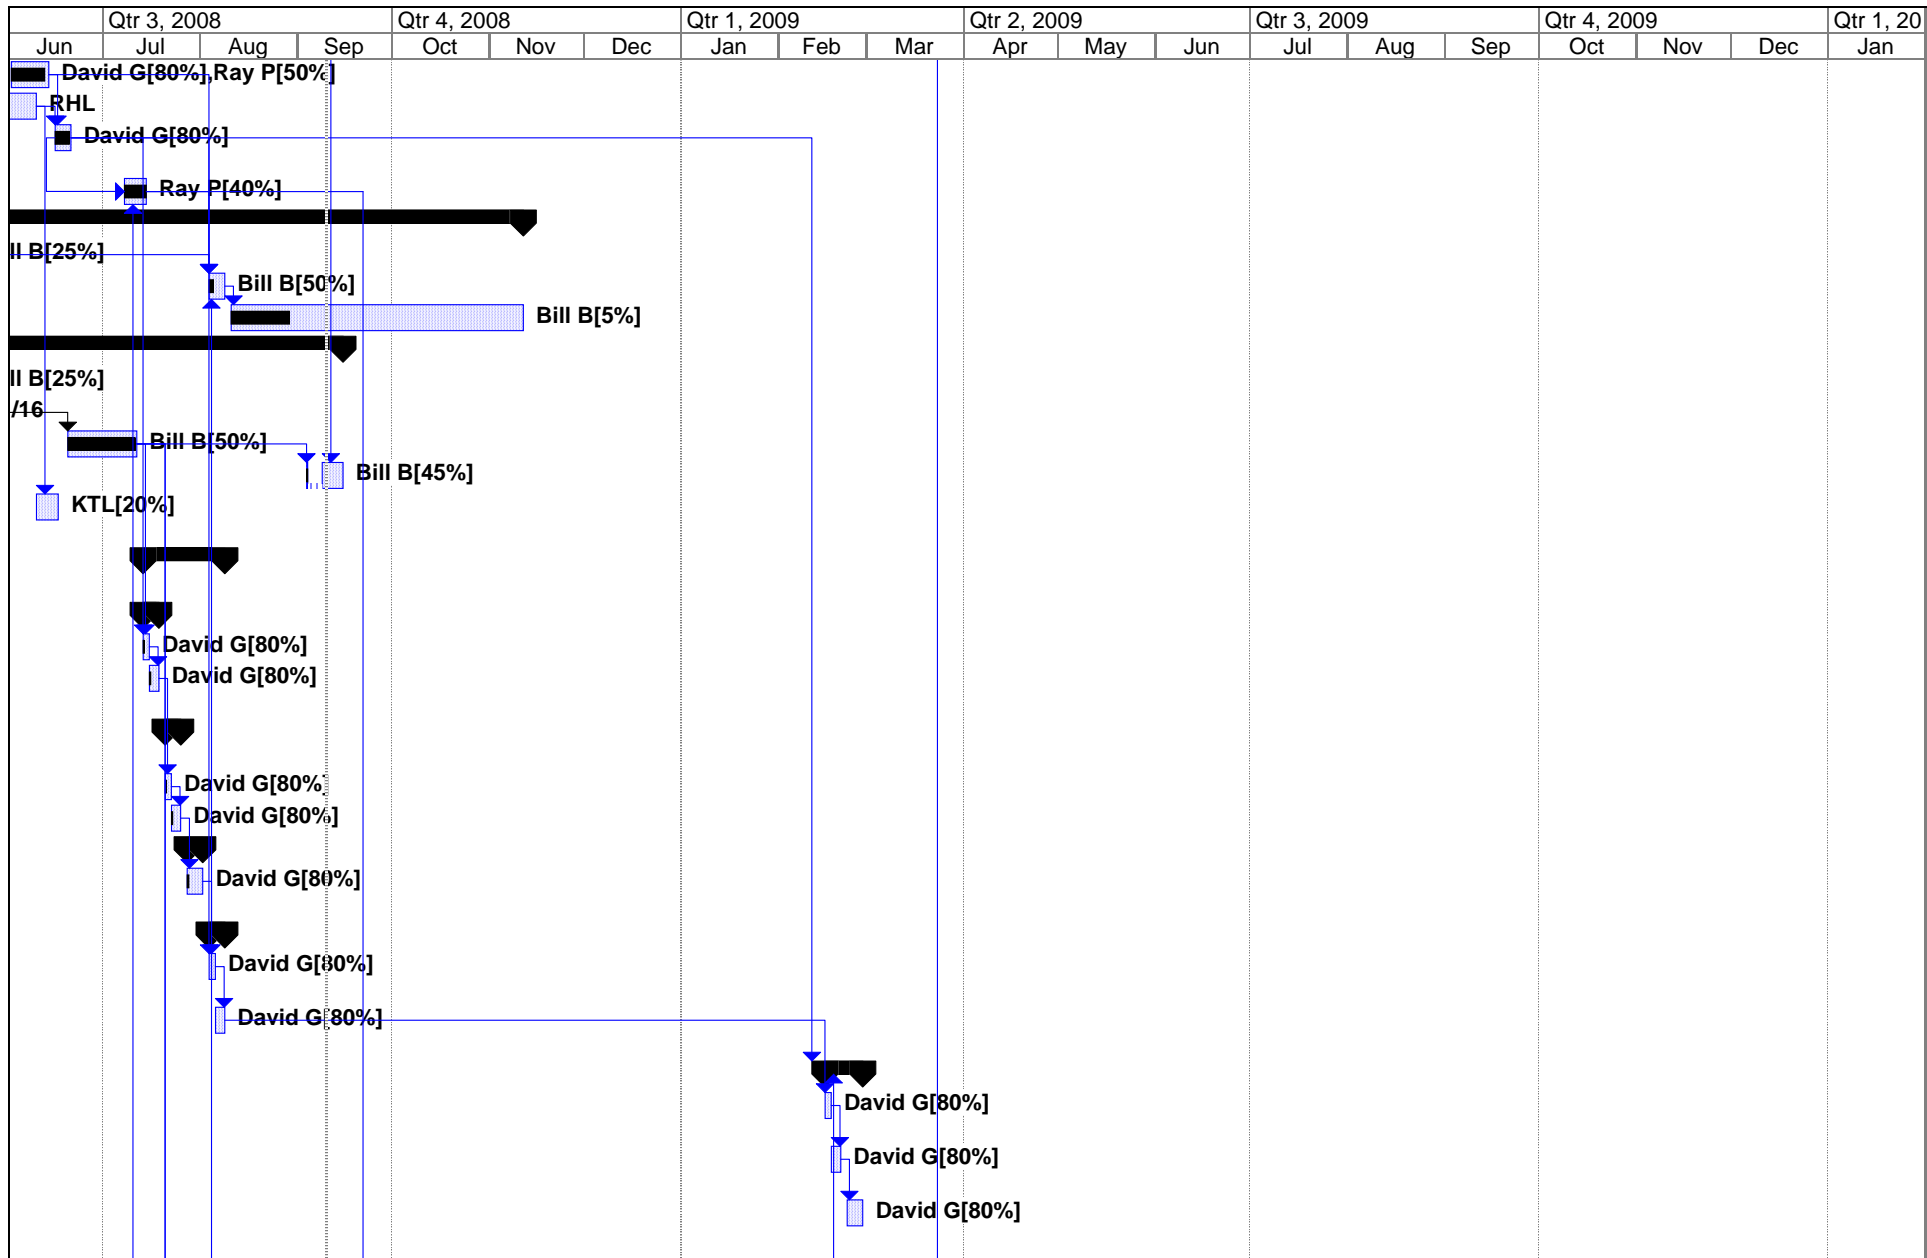 Qtr 3, 2008 Qtr 4, 2008 Qtr 1, 2009 Qtr 2, 2009 Qtr 3, 2009 Qtr 4, 2009 Qtr 1, 20
Jun Jul Aug Sep Oct Nov Dec Jan Feb Mar Apr May Jun Jul Aug Sep Oct Nov Dec Jan
David G[80%],Ray P[50%]
RHL
David G[80%]
Ray P[40%]
ll B[25%]
Bill B[50%]
Bill B[5%]
ll B[25%]
/16
Bill B[50%]
Bill B[45%]
KTL[20%]
David G[80%]
David G[80%]
David G[80%]
David G[80%]
David G[80%]
David G[80%]
David G[80%]
David G[80%]
David G[80%]
David G[80%]